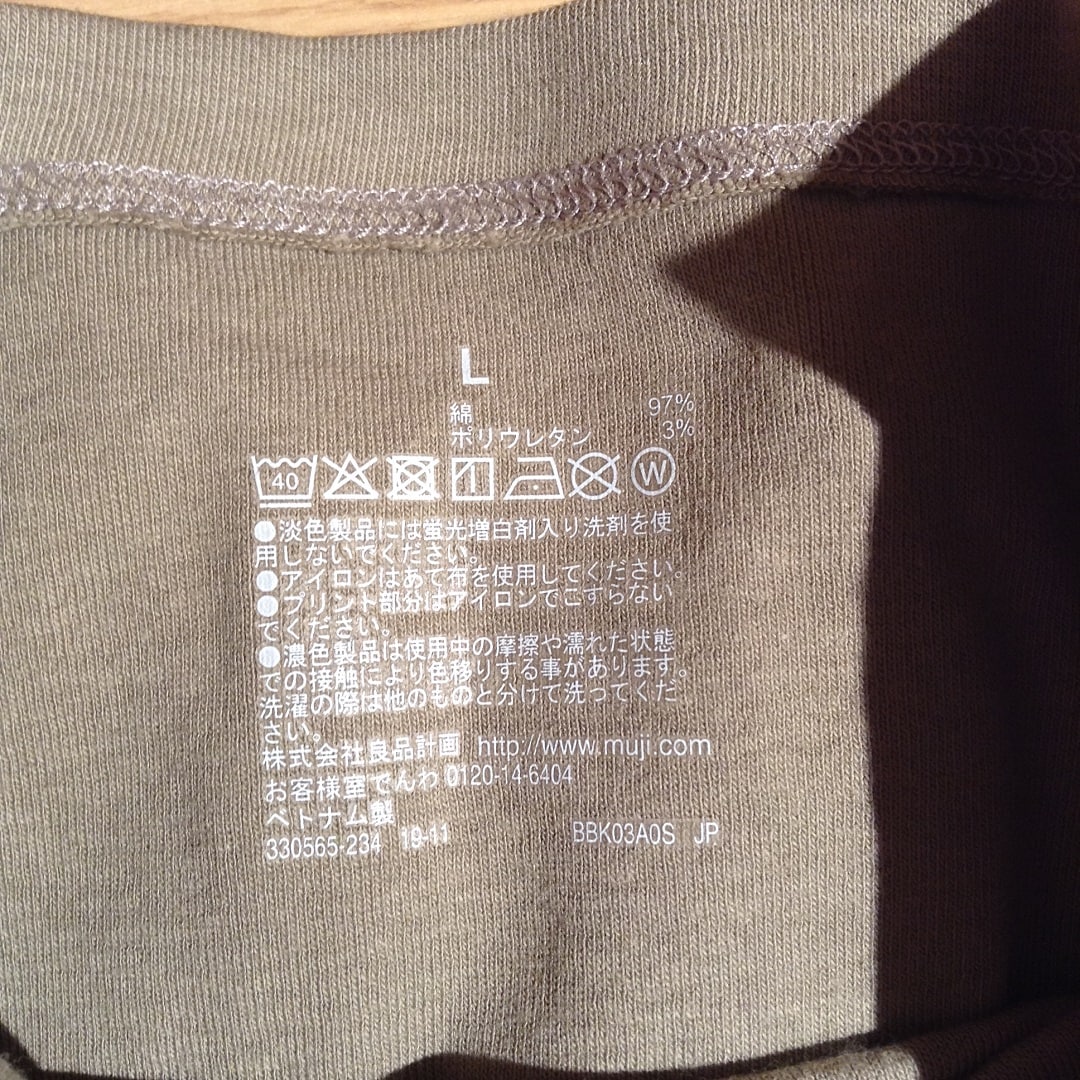 L
綿 97%
ポリウレタン 3%
40 W
●淡色製品には蛍光増白剤入り洗剤を使
用しないでください。
●アイロンはあて布を使用してください。
●プリント部分はアイロンでこすらない
でください。
●濃色製品は使用中の摩擦や濡れた状態
での接触により色移りする事があります。
洗濯の際は他のものと分けて洗ってくだ
さい。
株式会社良品計画 http://www.muji.com
お客様室でんわ 0120-14-6404
ベトナム製
330565-234 19-11 BBK03A0S JP